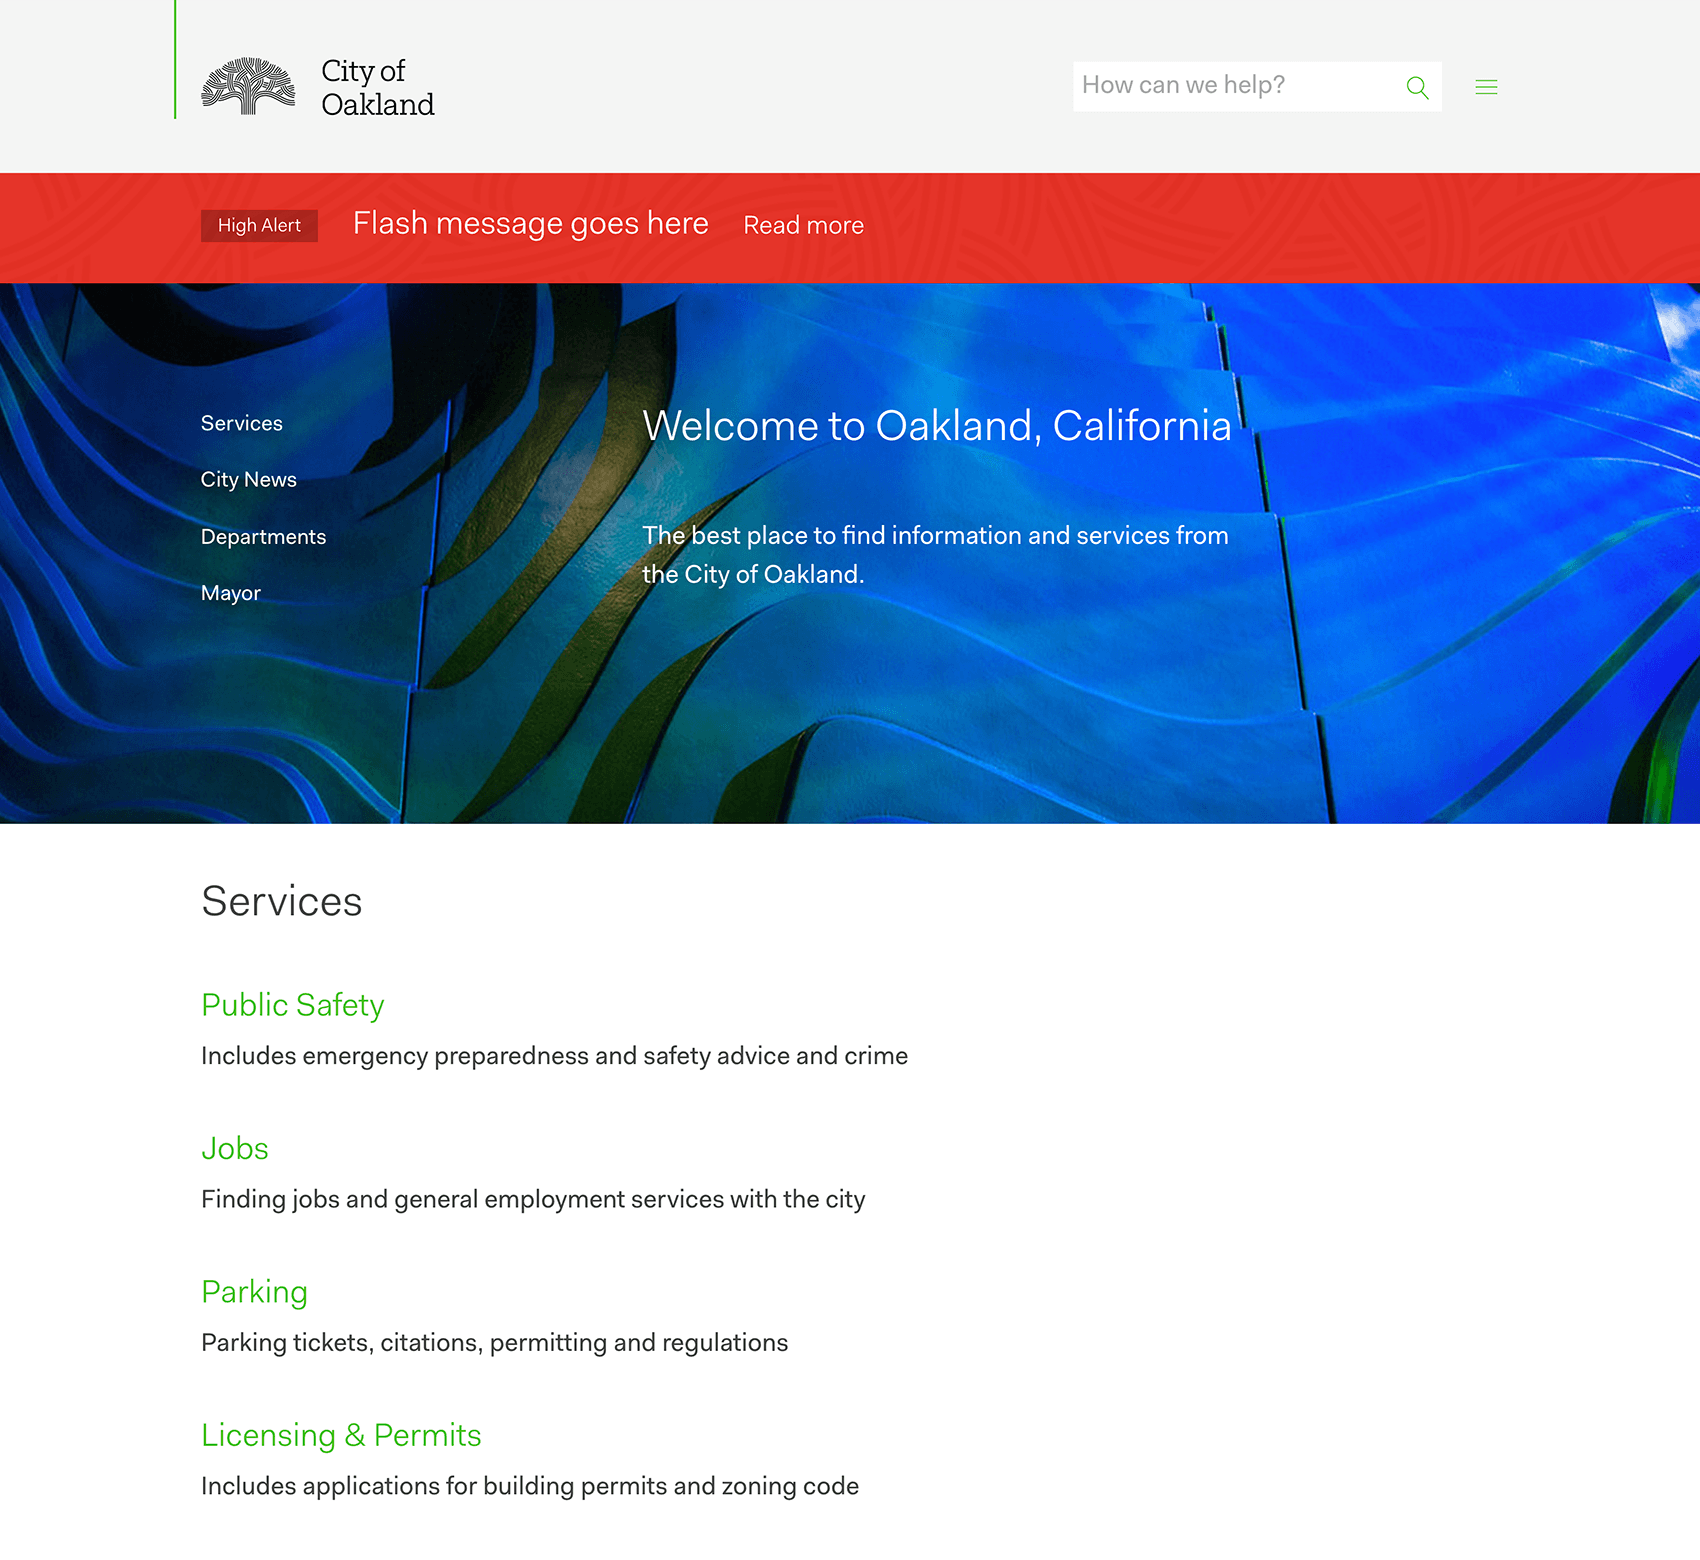 City of
Oakland
How can we help?
High Alert Flash message goes here Read more
Services
City News
Departments
Mayor
Welcome to Oakland, California
The best place to find information and services from
the City of Oakland.
Services
Public Safety
Includes emergency preparedness and safety advice and crime
Jobs
Finding jobs and general employment services with the city
Parking
Parking tickets, citations, permitting and regulations
Licensing & Permits
Includes applications for building permits and zoning code